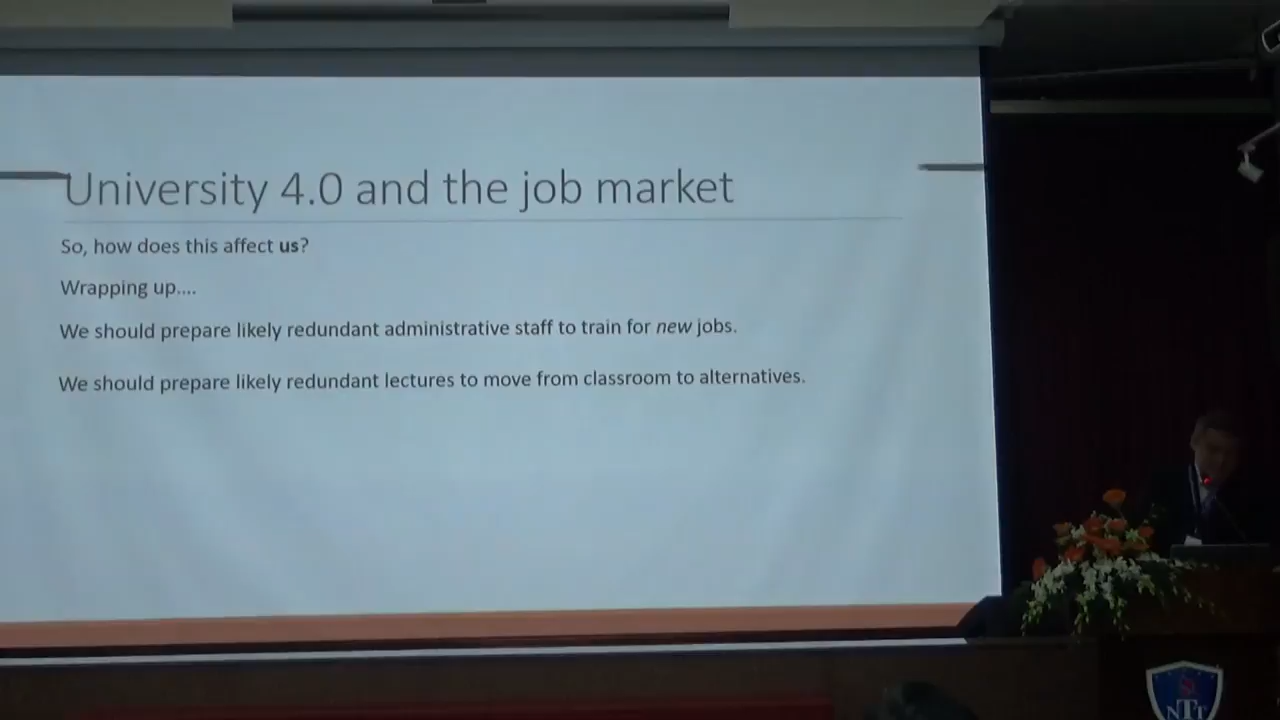 University 4.0 and the job market
So, how does this affect us?
Wrapping up....
We should prepare likely redundant administrative staff to train for new jobs.
We should prepare likely redundant lectures to move from classroom to alternatives.
NTT